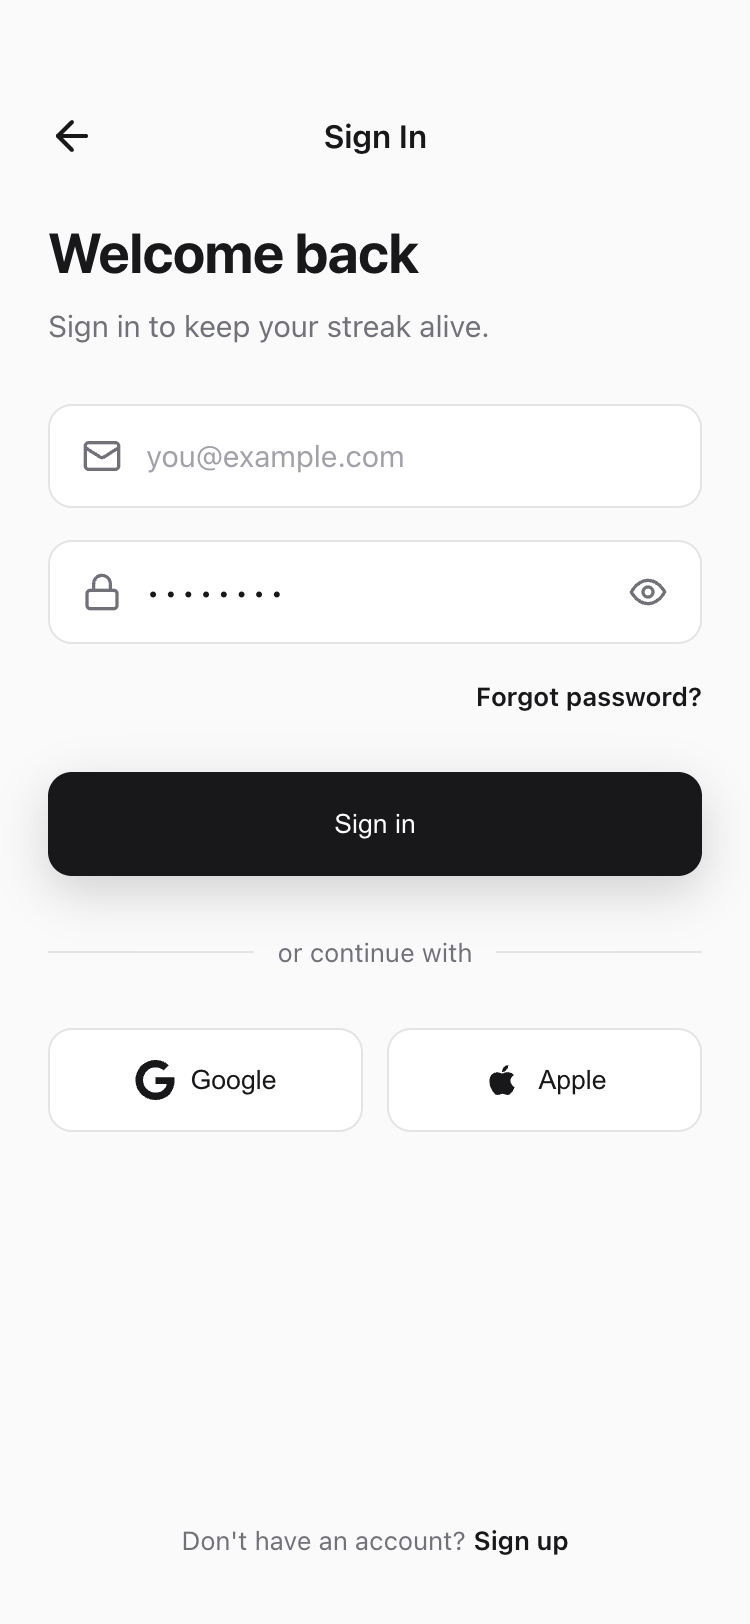 Sign In
Welcome back
Sign in to keep your streak alive.
you@example.com
••••••••
Forgot password?
Sign in
or continue with
Google
Apple
Don't have an account? Sign up